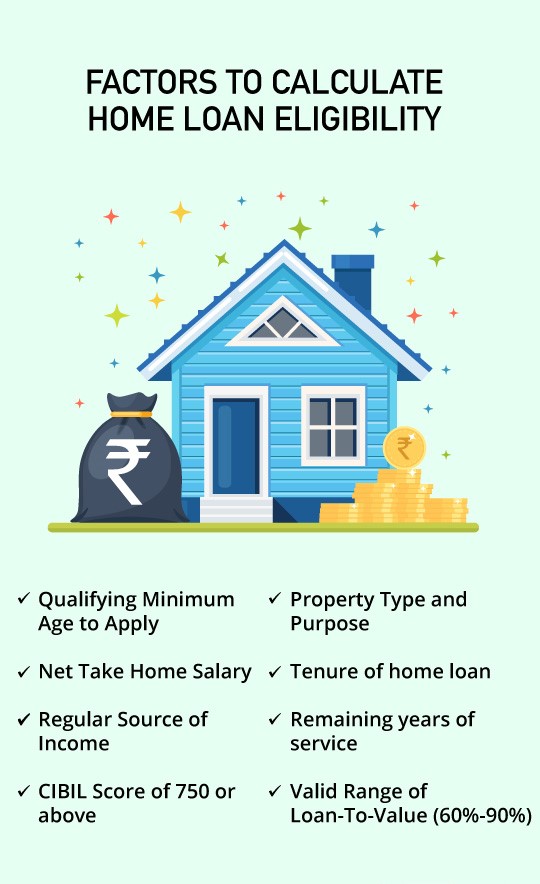 FACTORS TO CALCULATE
HOME LOAN ELIGIBILITY
₹
₹
✓ Qualifying Minimum
Age to Apply
✓ Net Take Home Salary
✓ Regular Source of
Income
✓ CIBIL Score of 750 or
above
✓ Property Type and
Purpose
✓ Tenure of home loan
✓ Remaining years of
service
✓ Valid Range of
Loan-To-Value (60%-90%)